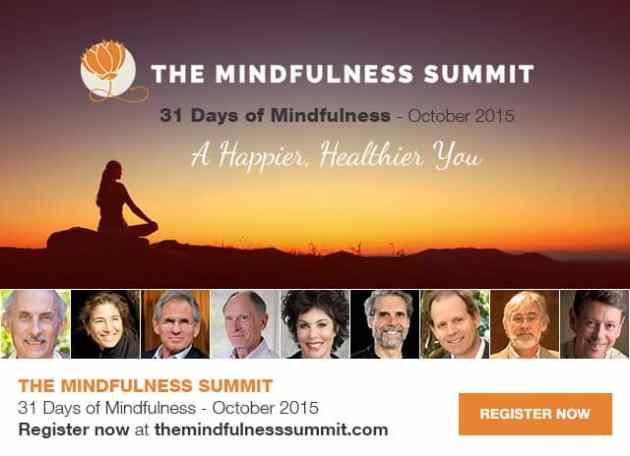 THE MINDFULNESS SUMMIT
31 Days of Mindfulness - October 2015
A Happier, Healthier You
THE MINDFULNESS SUMMIT
31 Days of Mindfulness - October 2015
Register now at themindfulnesssummit.com
REGISTER NOW